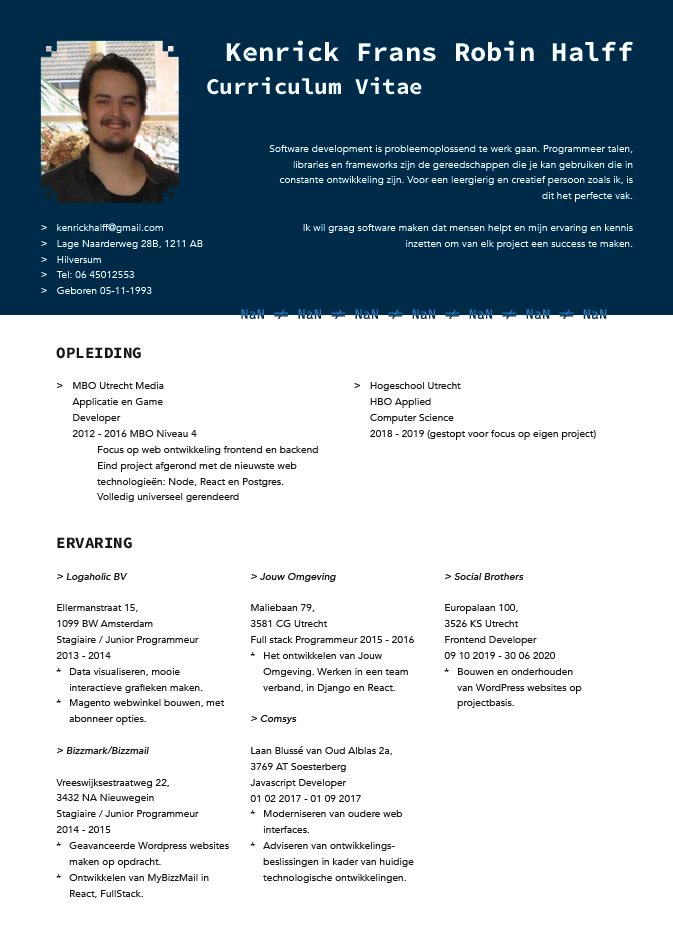 Kenrick Frans Robin Halff
Curriculum Vitae
Software development is probleemoplossend te werk gaan. Programmeer talen,
libraries en frameworks zijn de gereedschappen die je kan gebruiken die in
constante ontwikkeling zijn. Voor een leergierig en creatief persoon zoals ik, is
dit het perfecte vak.
Ik wil graag software maken dat mensen helpt en mijn ervaring en kennis
inzetten om van elk project een success te maken.
> kenrickhalff@gmail.com
> Lage Naarderweg 28B, 1211 AB
> Hilversum
> Tel: 06 45012553
> Geboren 05-11-1993
NaN ≠ NaN ≠ NaN ≠ NaN ≠ NaN ≠ NaN ≠ NaN
OPLEIDING
> MBO Utrecht Media
Applicatie en Game
Developer
2012 - 2016 MBO Niveau 4
Focus op web ontwikkeling frontend en backend
Eind project afgerond met de nieuwste web
technologieën: Node, React en Postgres.
Volledig universeel gerendeerd
> Hogeschool Utrecht
HBO Applied
Computer Science
2018 - 2019 (gestopt voor focus op eigen project)
ERVARING
> Logaholic BV
Ellermanstraat 15,
1099 BW Amsterdam
Stagiaire / Junior Programmeur
2013 - 2014
* Data visualiseren, mooie
interactieve grafieken maken.
* Magento webwinkel bouwen, met
abonneer opties.
> Bizzmark/Bizzmail
Vreeswijksestraatweg 22,
3432 NA Nieuwegein
Stagiaire / Junior Programmeur
2014 - 2015
* Geavanceerde Wordpress websites
maken op opdracht.
* Ontwikkelen van MyBizzMail in
React, FullStack.
> Jouw Omgeving
Maliebaan 79,
3581 CG Utrecht
Full stack Programmeur 2015 - 2016
* Het ontwikkelen van Jouw
Omgeving. Werken in een team
verband, in Django en React.
> Comsys
Laan Blussé van Oud Alblas 2a,
3769 AT Soesterberg
Javascript Developer
01 02 2017 - 01 09 2017
* Moderniseren van oudere web
interfaces.
* Adviseren van ontwikkelings-
beslissingen in kader van huidige
technologische ontwikkelingen.
> Social Brothers
Europalaan 100,
3526 KS Utrecht
Frontend Developer
09 10 2019 - 30 06 2020
* Bouwen en onderhouden
van WordPress websites op
projectbasis.